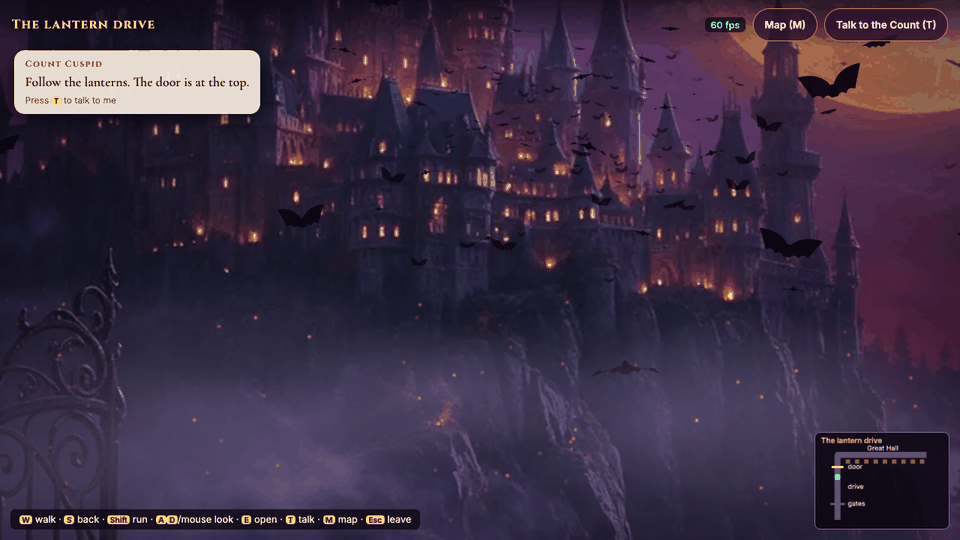 The lantern drive
60 fps
Map (M)
Talk to the Count (T)
Count Cuspid
Follow the lanterns. The door is at the top.
Press T to talk to me
The lantern drive
Great Hall
door
drive
gates
W walk · S back · Shift run · A D/mouse look · E open · T talk · M map · Esc leave